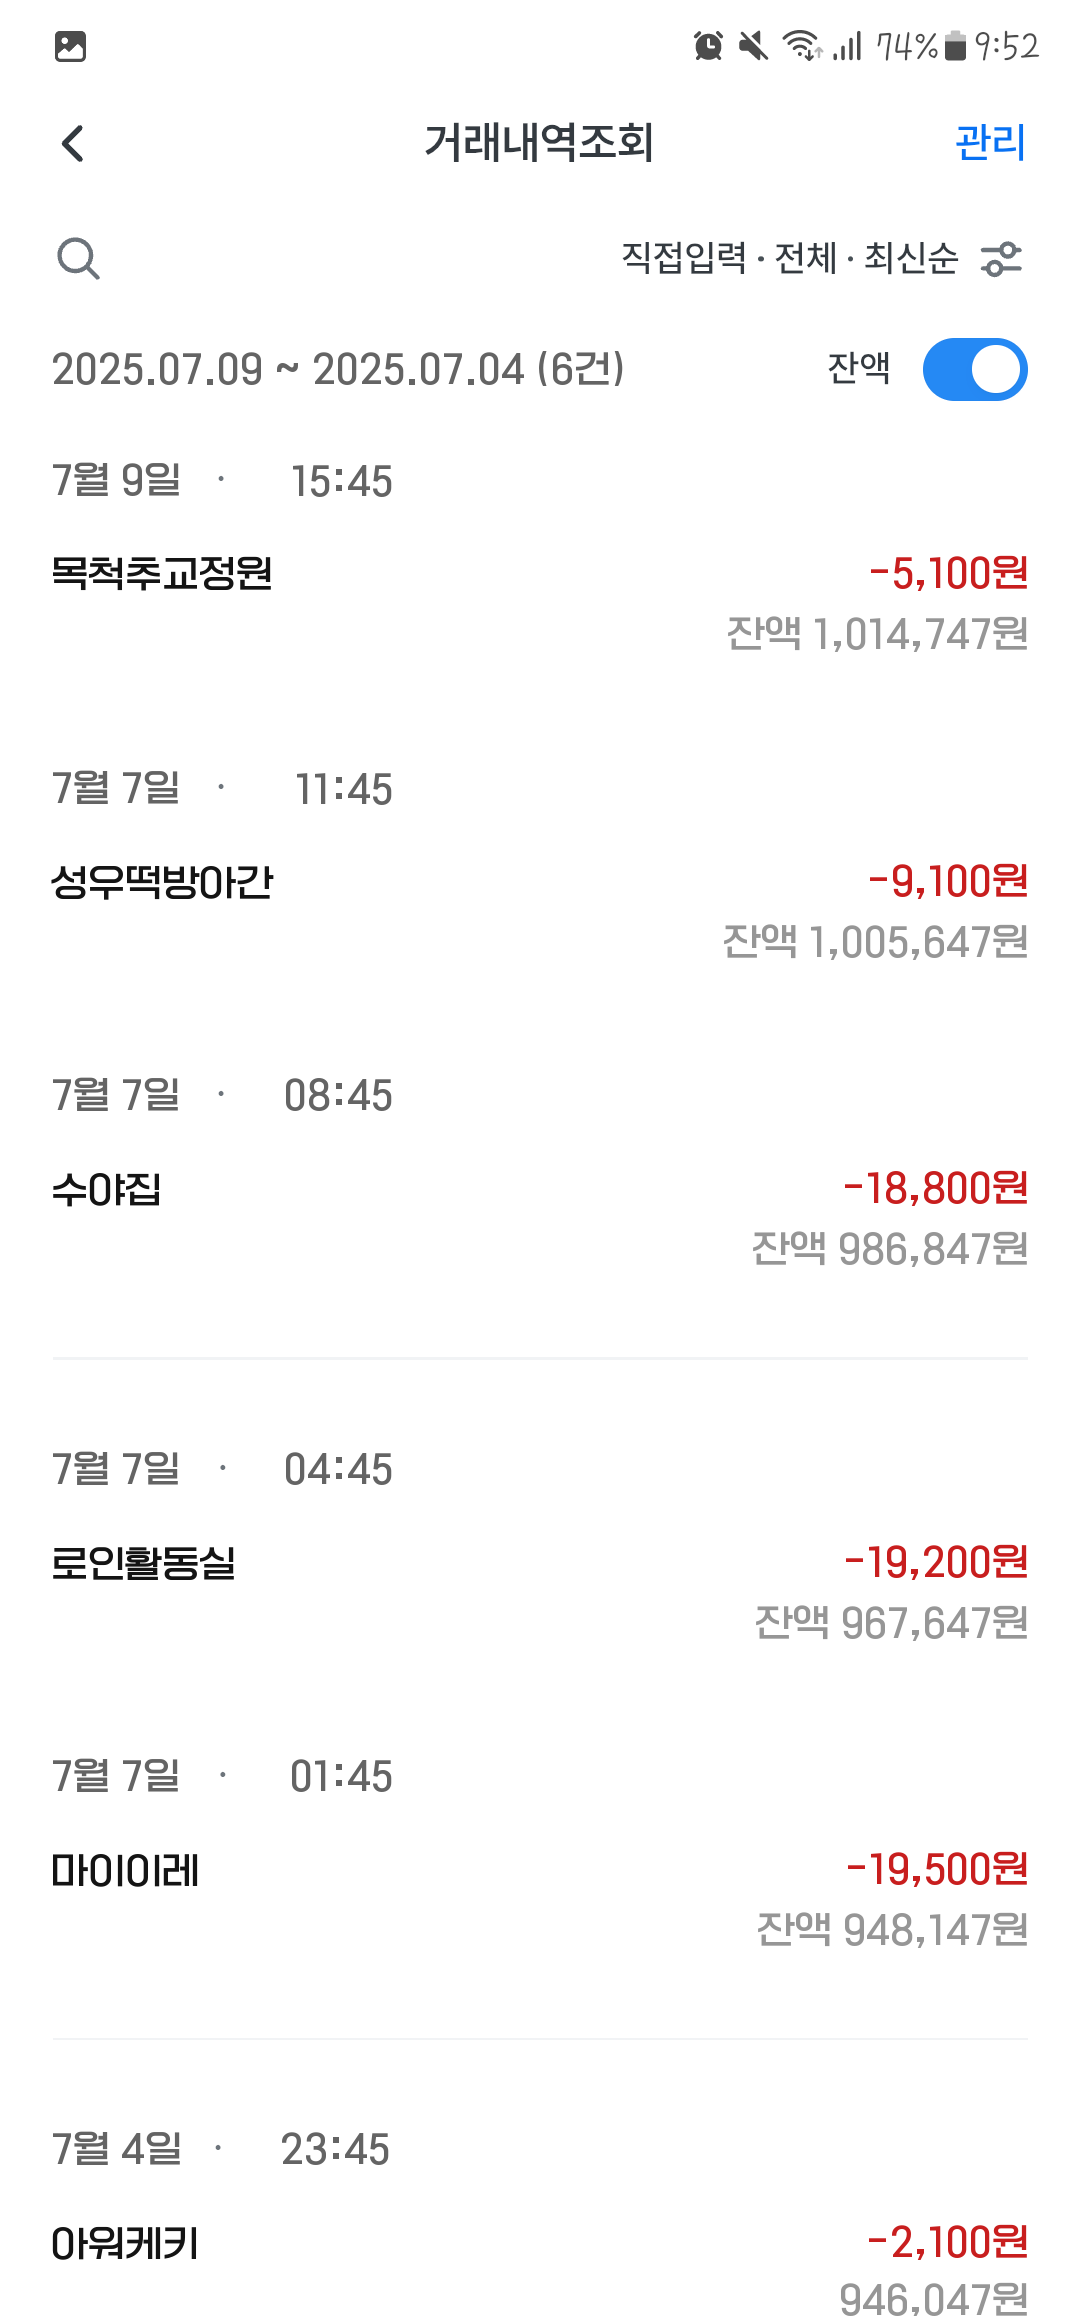 74% 9:52
거래내역조회 관리
직접입력 · 전체 · 최신순
2025.07.09 ~ 2025.07.04 (6건) 잔액
7월 9일 · 15:45
목척추교정원 -5,100원
잔액 1,014,747원
7월 7일 · 11:45
성우떡방아간 -9,100원
잔액 1,005,647원
7월 7일 · 08:45
수야집 -18,800원
잔액 986,847원
7월 7일 · 04:45
로인활동실 -19,200원
잔액 967,647원
7월 7일 · 01:45
마이이레 -19,500원
잔액 948,147원
7월 4일 · 23:45
아워케키 -2,100원
946,047원